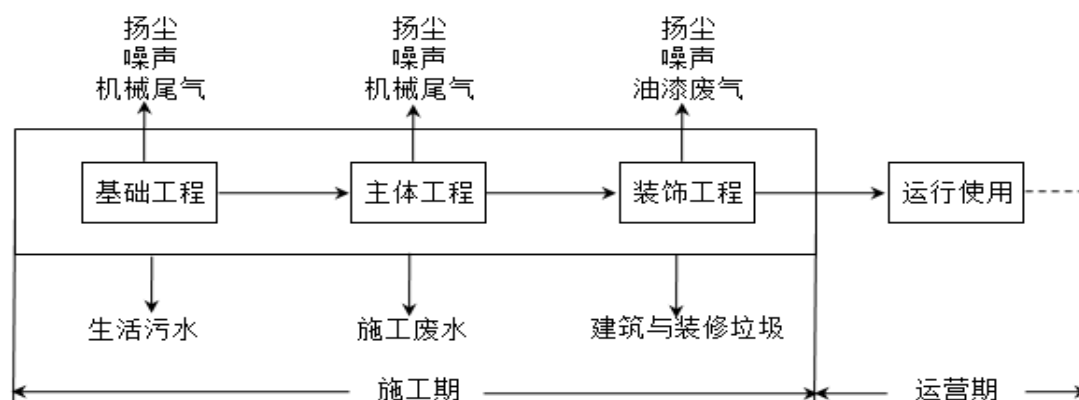 扬尘
噪声
机械尾气
扬尘
噪声
机械尾气
扬尘
噪声
油漆废气
基础工程
主体工程
装饰工程
运行使用
生活污水
施工废水
建筑与装修垃圾
施工期
运营期